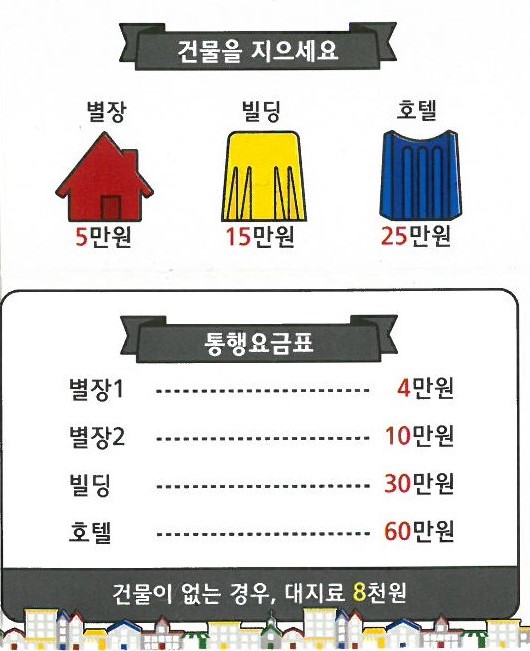 건물을 지으세요
별장 빌딩 호텔
5만원 15만원 25만원
통행요금표
별장1 4만원
별장2 10만원
빌딩 30만원
호텔 60만원
건물이 없는 경우, 대지료 8천원